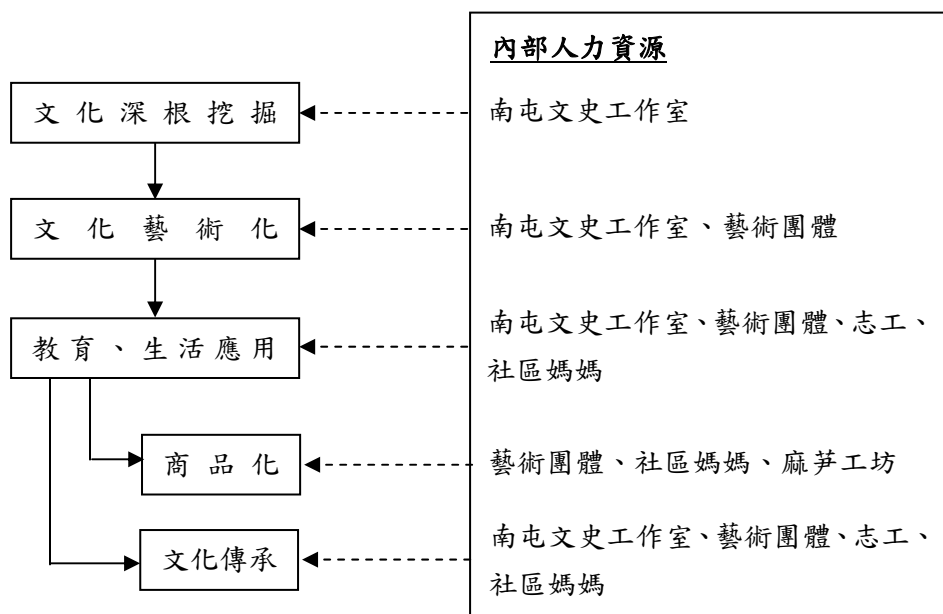 內部人力資源
文化深根挖掘
南屯文史工作室
文化藝術化
南屯文史工作室、藝術團體
教育、生活應用
南屯文史工作室、藝術團體、志工、
社區媽媽
商品化
藝術團體、社區媽媽、麻芛工坊
文化傳承
南屯文史工作室、藝術團體、志工、
社區媽媽